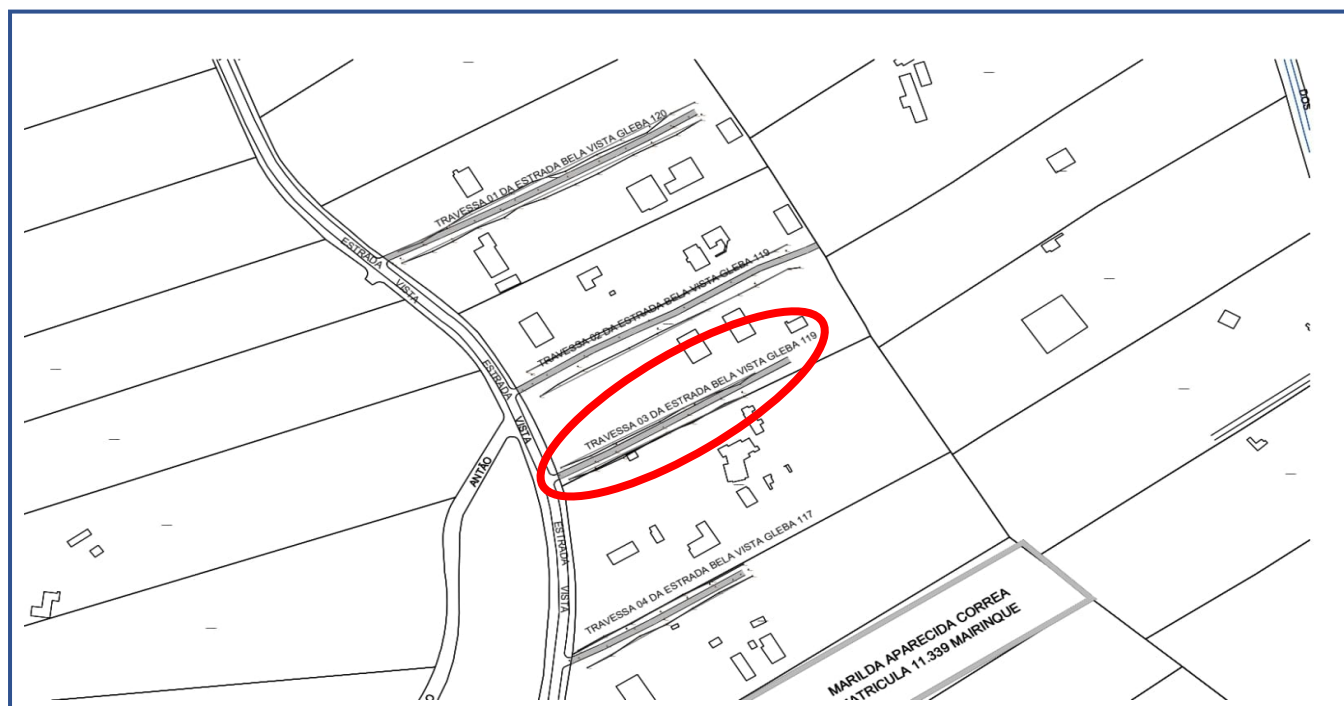 DOS
TRAVESSA 01 DA ESTRADA BELA VISTA GLEBA 120
ESTRADA
VISTA
TRAVESSA 02 DA ESTRADA BELA VISTA GLEBA 119
ESTRADA
VISTA
TRAVESSA 03 DA ESTRADA BELA VISTA GLEBA 119
ANTÃO
ESTRADA
VISTA
TRAVESSA 04 DA ESTRADA BELA VISTA GLEBA 117
MARILDA APARECIDA CORREA
ATRICULA 11.339 MAIRINQUE